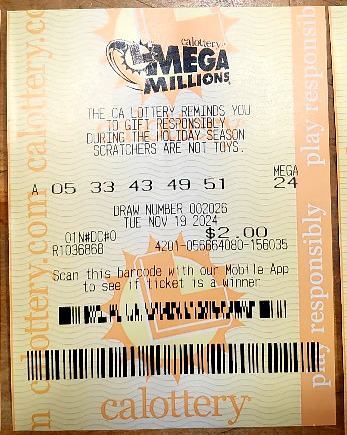 calottery
MEGA
MILLIONS
THE CA LOTTERY REMINDS YOU
TO GIFT RESPONSIBLY
DURING THE HOLIDAY SEASON
SCRATCHERS ARE NOT TOYS.
MEGA
A 05 33 43 49 51 24
DRAW NUMBER 002026
TUE NOV 19 2024
01N#DC#0 $2.00
R1036868 4201-056664080-156035
Scan this barcode with our Mobile App
to see if ticket is a winner
calottery
calottery.com calottery.co
play responsibly play responsib